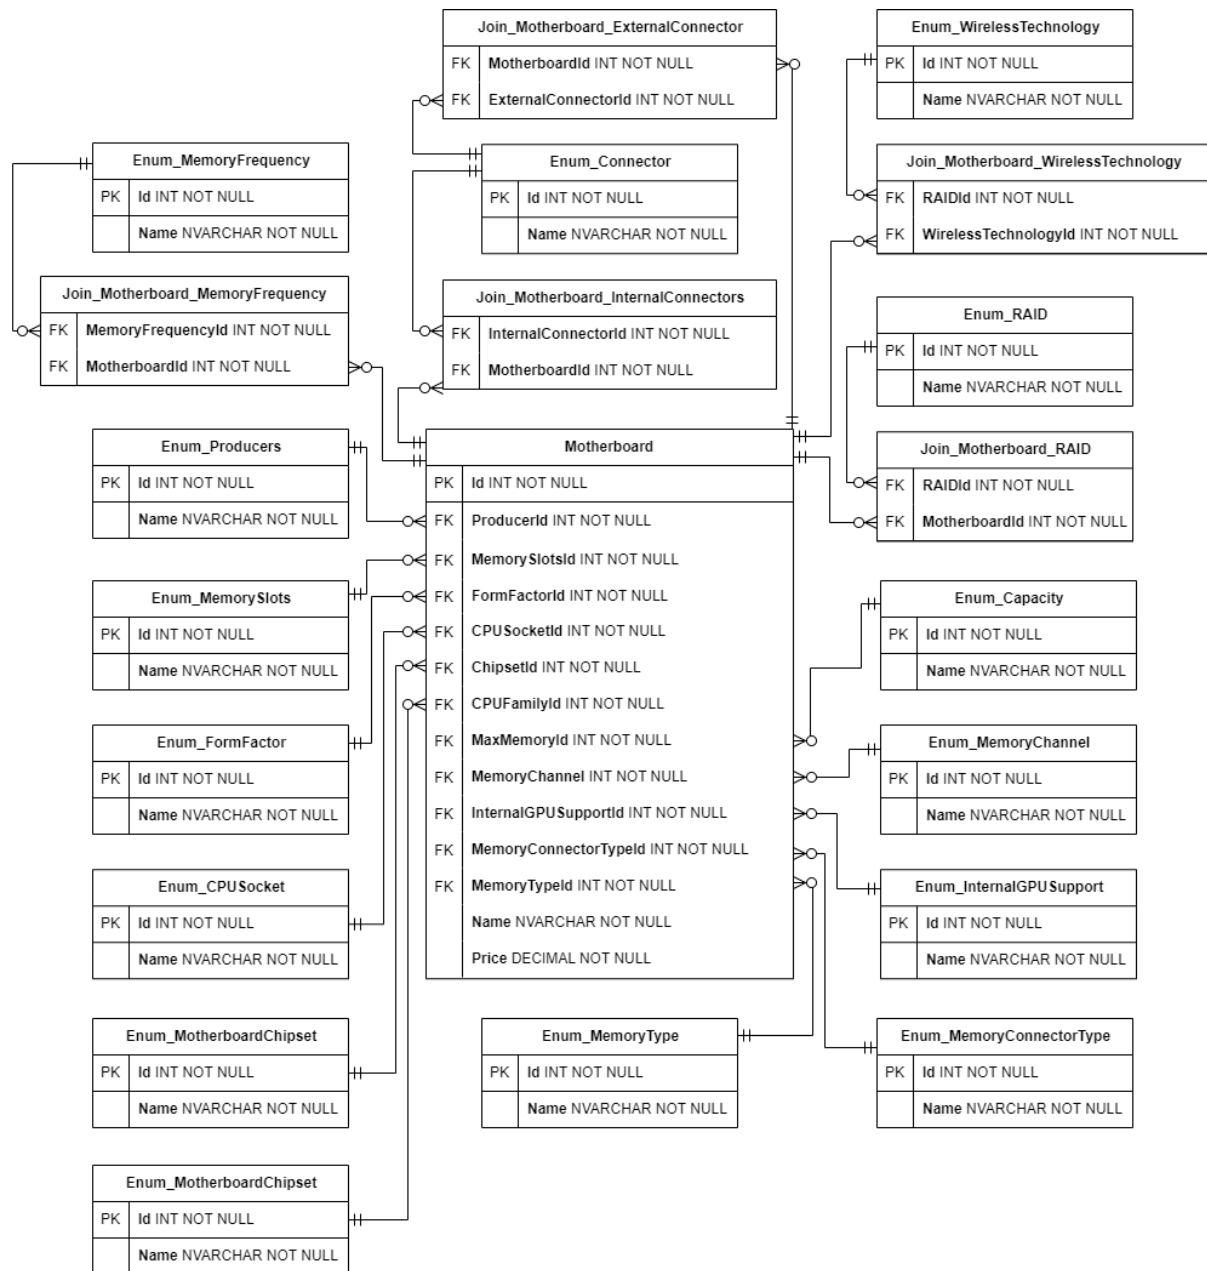 Join_Motherboard_ExternalConnector
FK MotherboardId INT NOT NULL
FK ExternalConnectorId INT NOT NULL
Enum_WirelessTechnology
PK Id INT NOT NULL
Name NVARCHAR NOT NULL
Enum_MemoryFrequency
PK Id INT NOT NULL
Name NVARCHAR NOT NULL
Enum_Connector
PK Id INT NOT NULL
Name NVARCHAR NOT NULL
Join_Motherboard_WirelessTechnology
FK RAIDId INT NOT NULL
FK WirelessTechnologyId INT NOT NULL
Join_Motherboard_MemoryFrequency
FK MemoryFrequencyId INT NOT NULL
FK MotherboardId INT NOT NULL
Join_Motherboard_InternalConnectors
FK InternalConnectorId INT NOT NULL
FK MotherboardId INT NOT NULL
Enum_RAID
PK Id INT NOT NULL
Name NVARCHAR NOT NULL
Enum_Producers
PK Id INT NOT NULL
Name NVARCHAR NOT NULL
Motherboard
PK Id INT NOT NULL
FK ProducerId INT NOT NULL
FK MemorySlotsId INT NOT NULL
FK FormFactorId INT NOT NULL
FK CPUSocketId INT NOT NULL
FK ChipsetId INT NOT NULL
FK CPUFamilyId INT NOT NULL
FK MaxMemoryId INT NOT NULL
FK MemoryChannel INT NOT NULL
FK InternalGPUSupportId INT NOT NULL
FK MemoryConnectorTypeId INT NOT NULL
FK MemoryTypeId INT NOT NULL
Name NVARCHAR NOT NULL
Price DECIMAL NOT NULL
Join_Motherboard_RAID
FK RAIDId INT NOT NULL
FK MotherboardId INT NOT NULL
Enum_MemorySlots
PK Id INT NOT NULL
Name NVARCHAR NOT NULL
Enum_Capacity
PK Id INT NOT NULL
Name NVARCHAR NOT NULL
Enum_FormFactor
PK Id INT NOT NULL
Name NVARCHAR NOT NULL
Enum_MemoryChannel
PK Id INT NOT NULL
Name NVARCHAR NOT NULL
Enum_CPUSocket
PK Id INT NOT NULL
Name NVARCHAR NOT NULL
Enum_InternalGPUSupport
PK Id INT NOT NULL
Name NVARCHAR NOT NULL
Enum_MotherboardChipset
PK Id INT NOT NULL
Name NVARCHAR NOT NULL
Enum_MemoryType
PK Id INT NOT NULL
Name NVARCHAR NOT NULL
Enum_MemoryConnectorType
PK Id INT NOT NULL
Name NVARCHAR NOT NULL
Enum_MotherboardChipset
PK Id INT NOT NULL
Name NVARCHAR NOT NULL